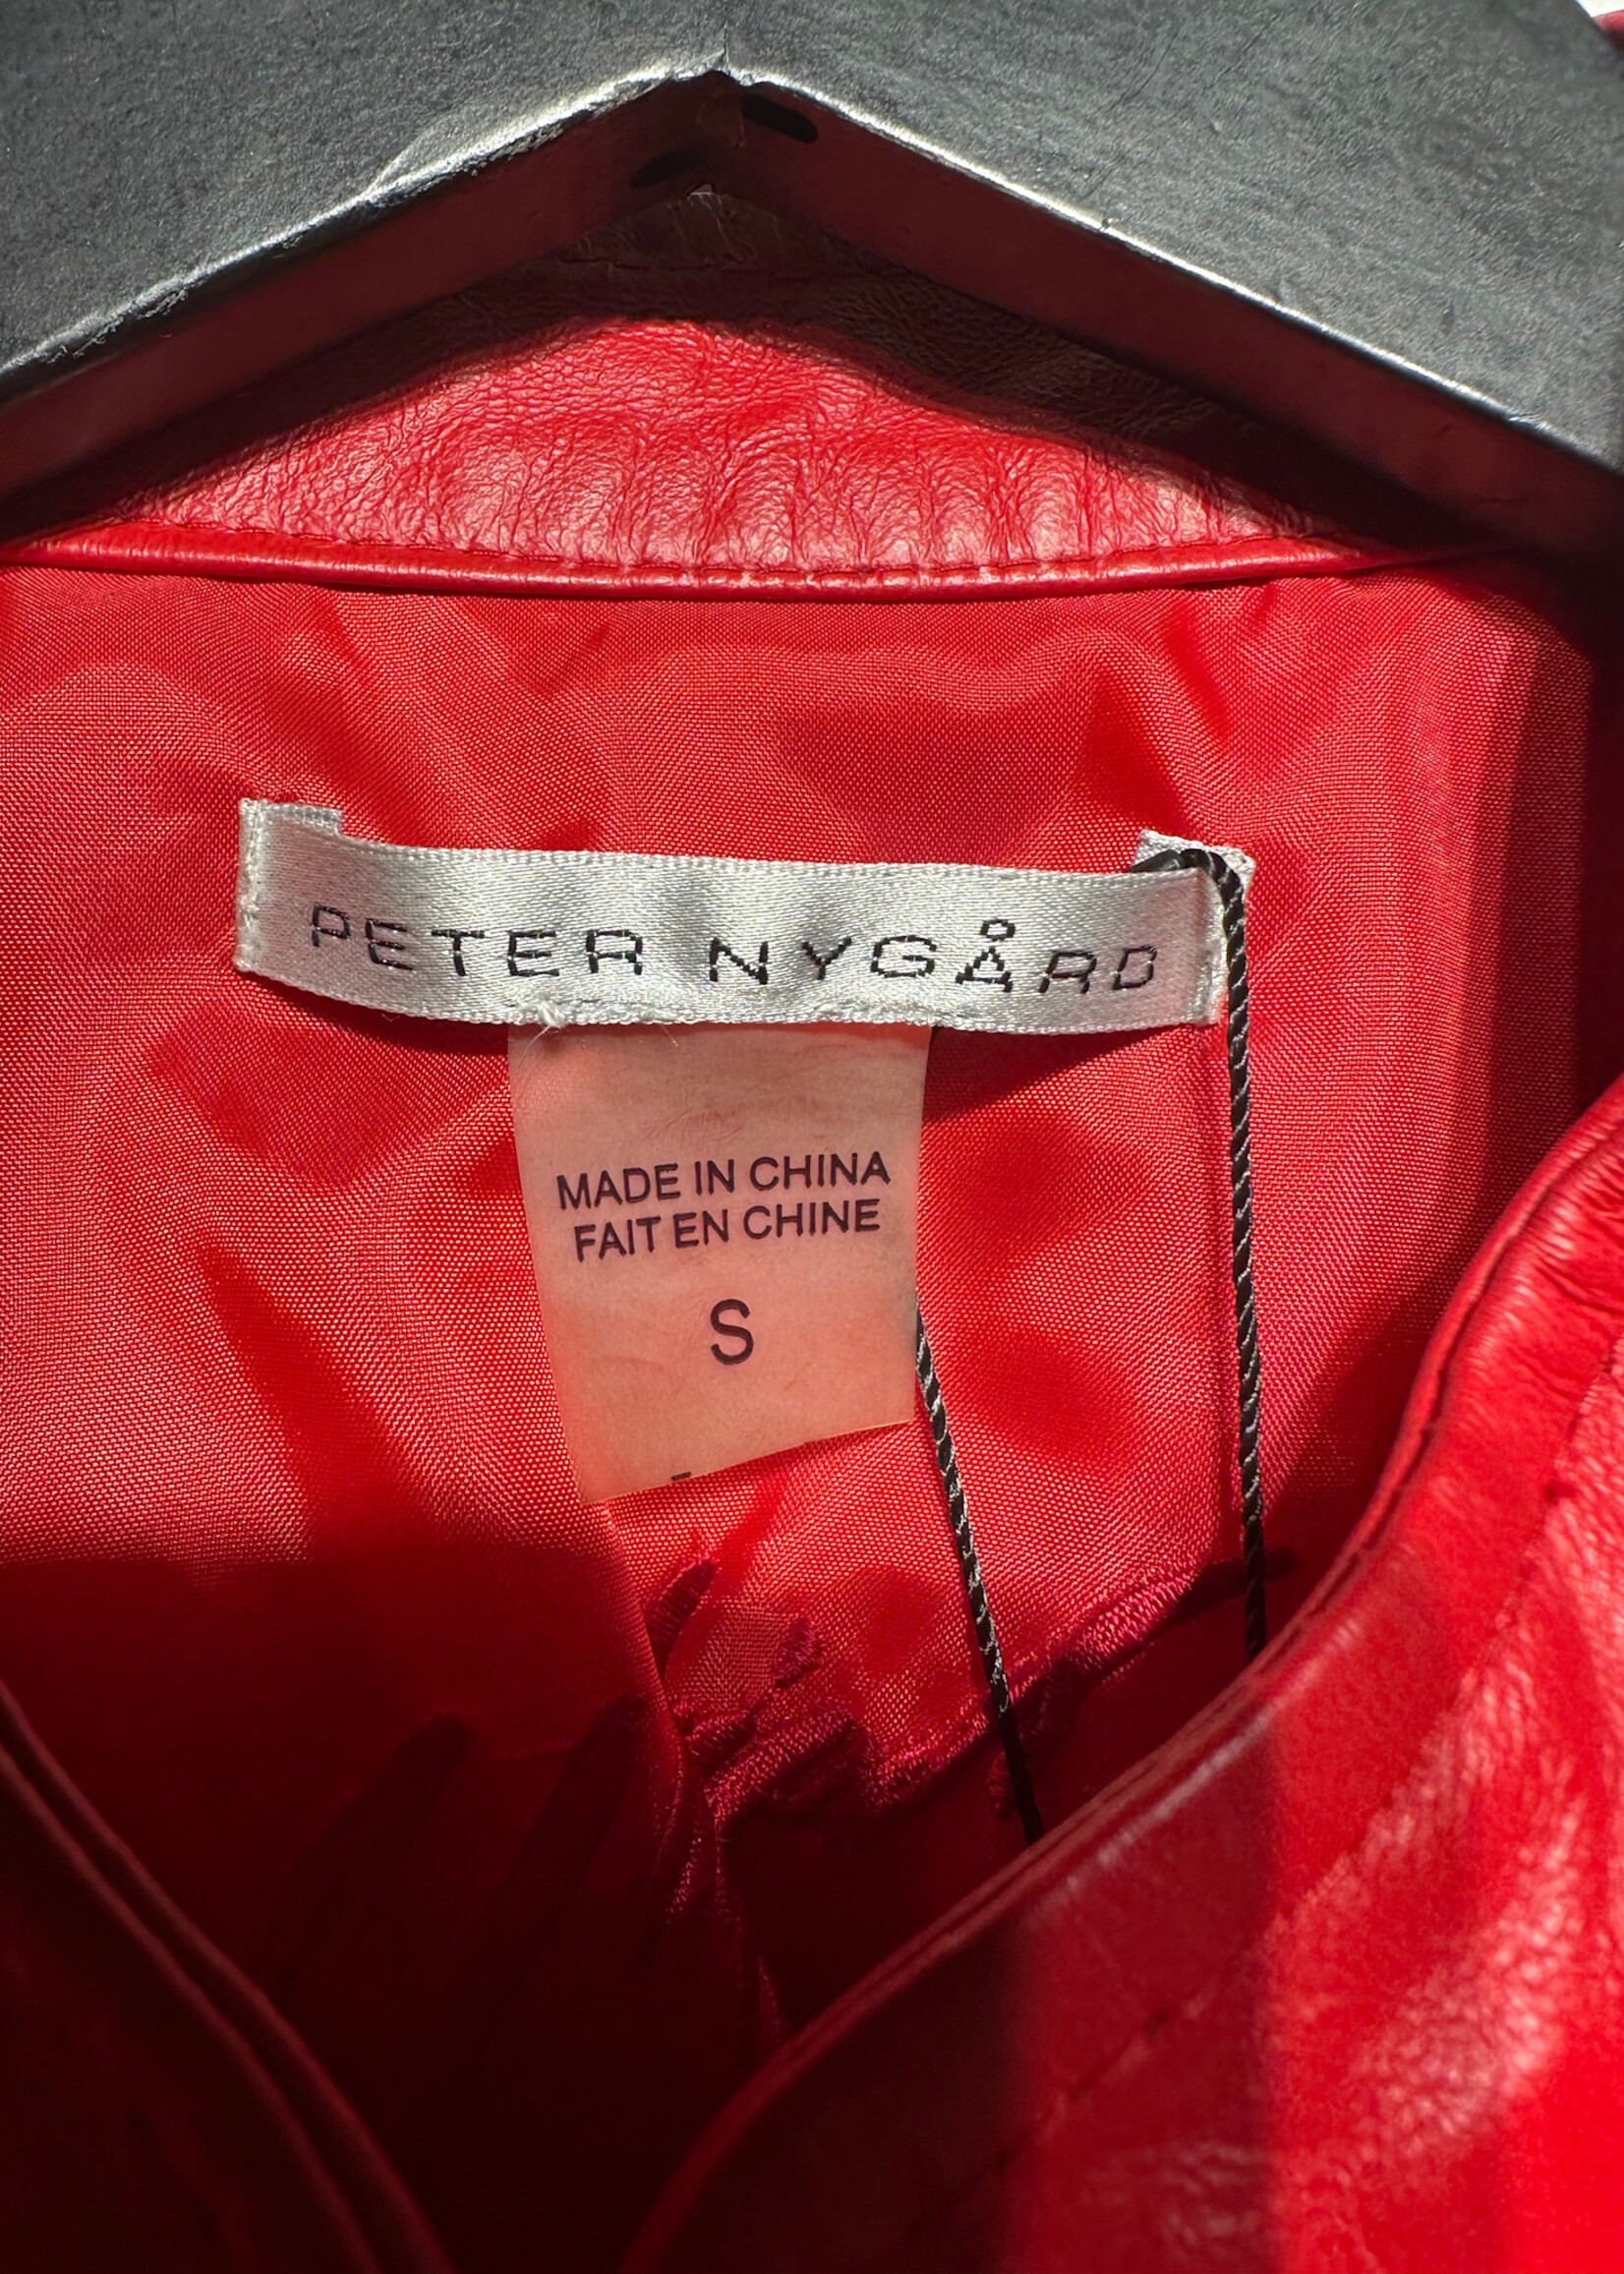 PETER NYGÅRD
MADE IN CHINA
FAIT EN CHINE
S